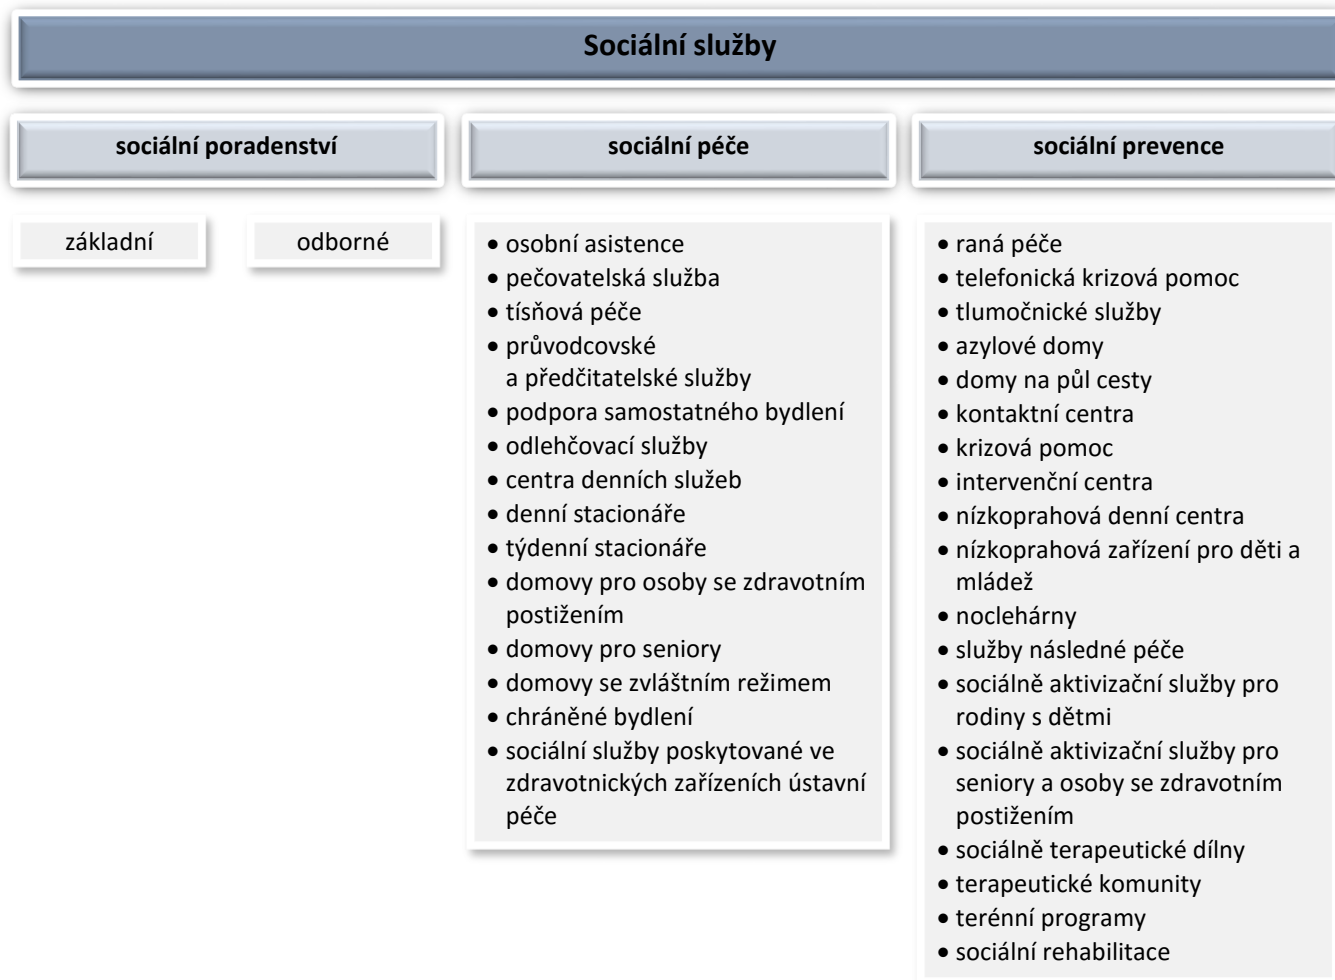 Sociální služby
sociální poradenství
sociální péče
sociální prevence
základní
odborné
• osobní asistence
• pečovatelská služba
• tísňová péče
• průvodcovské
a předčitatelské služby
• podpora samostatného bydlení
• odlehčovací služby
• centra denních služeb
• denní stacionáře
• týdenní stacionáře
• domovy pro osoby se zdravotním
postižením
• domovy pro seniory
• domovy se zvláštním režimem
• chráněné bydlení
• sociální služby poskytované ve
zdravotnických zařízeních ústavní
péče
• raná péče
• telefonická krizová pomoc
• tlumočnické služby
• azylové domy
• domy na půl cesty
• kontaktní centra
• krizová pomoc
• intervenční centra
• nízkoprahová denní centra
• nízkoprahová zařízení pro děti a
mládež
• noclehárny
• služby následné péče
• sociálně aktivizační služby pro
rodiny s dětmi
• sociálně aktivizační služby pro
seniory a osoby se zdravotním
postižením
• sociálně terapeutické dílny
• terapeutické komunity
• terénní programy
• sociální rehabilitace